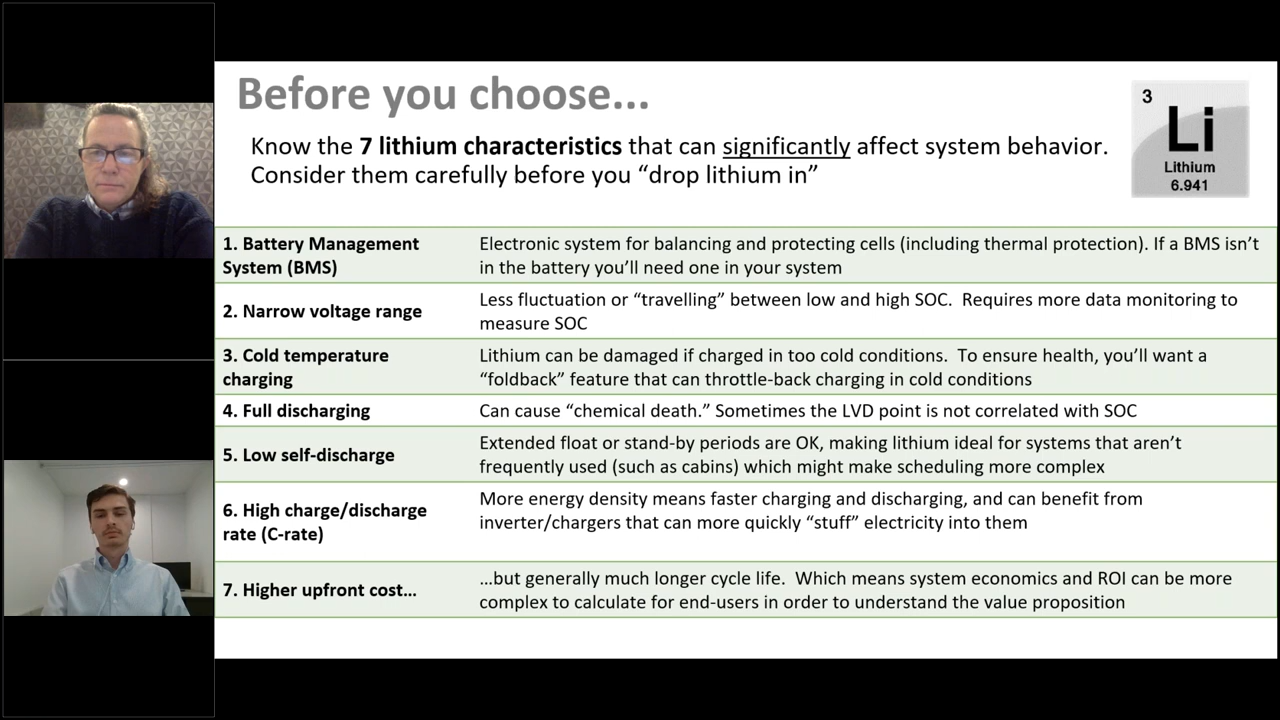 Before you choose...
Know the 7 lithium characteristics that can significantly affect system behavior.
Consider them carefully before you “drop lithium in”
3
Li
Lithium
6.941
1. Battery Management
System (BMS)
Electronic system for balancing and protecting cells (including thermal protection). If a BMS isn’t
in the battery you’ll need one in your system
2. Narrow voltage range
Less fluctuation or “travelling” between low and high SOC.  Requires more data monitoring to
measure SOC
3. Cold temperature
charging
Lithium can be damaged if charged in too cold conditions.  To ensure health, you’ll want a
“foldback” feature that can throttle-back charging in cold conditions
4. Full discharging
Can cause “chemical death.” Sometimes the LVD point is not correlated with SOC
5. Low self-discharge
Extended float or stand-by periods are OK, making lithium ideal for systems that aren’t
frequently used (such as cabins) which might make scheduling more complex
6. High charge/discharge
rate (C-rate)
More energy density means faster charging and discharging, and can benefit from
inverter/chargers that can more quickly “stuff” electricity into them
7. Higher upfront cost…
…but generally much longer cycle life.  Which means system economics and ROI can be more
complex to calculate for end-users in order to understand the value proposition